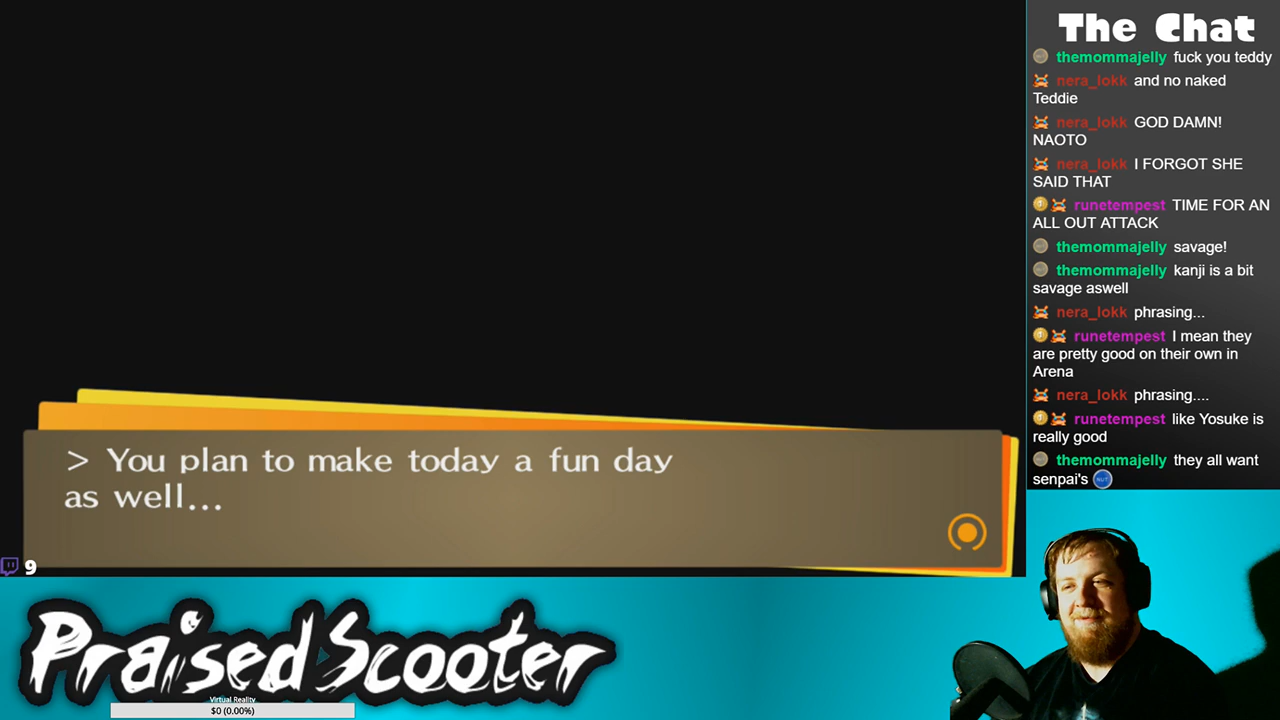 > You plan to make today a fun day
as well...
9
PraisedScooter
Virtual Reality
$0 (0.00%)
The Chat
themommajelly fuck you teddy
nera_lokk and no naked
Teddie
nera_lokk GOD DAMN!
NAOTO
nera_lokk I FORGOT SHE
SAID THAT
runetempest TIME FOR AN
ALL OUT ATTACK
themommajelly savage!
themommajelly kanji is a bit
savage aswell
nera_lokk phrasing...
runetempest I mean they
are pretty good on their own in
Arena
nera_lokk phrasing....
runetempest like Yosuke is
really good
themommajelly they all want
senpai's NUT